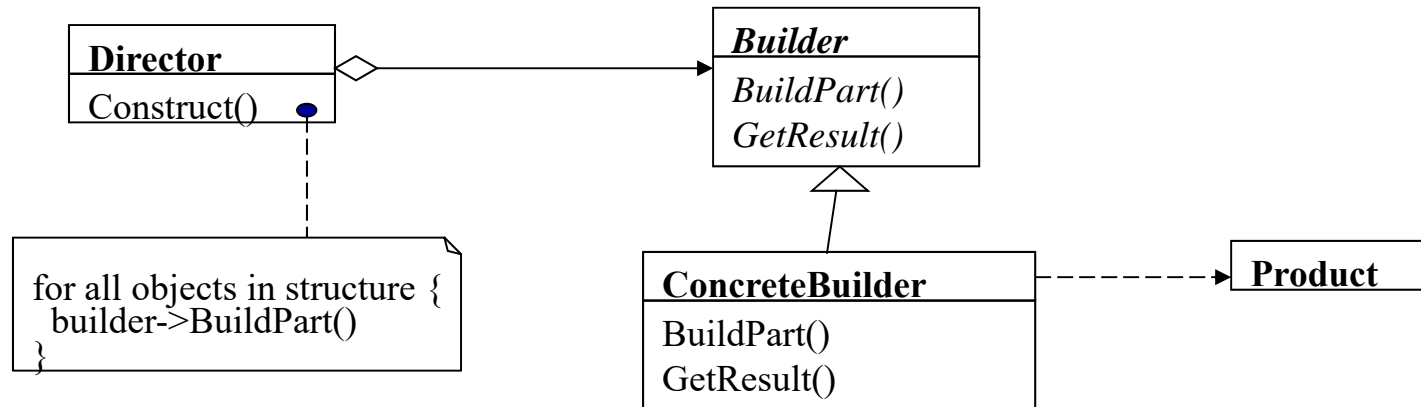 Director
Construct()
Builder
BuildPart()
GetResult()
for all objects in structure {
builder->BuildPart()
}
ConcreteBuilder
BuildPart()
GetResult()
Product